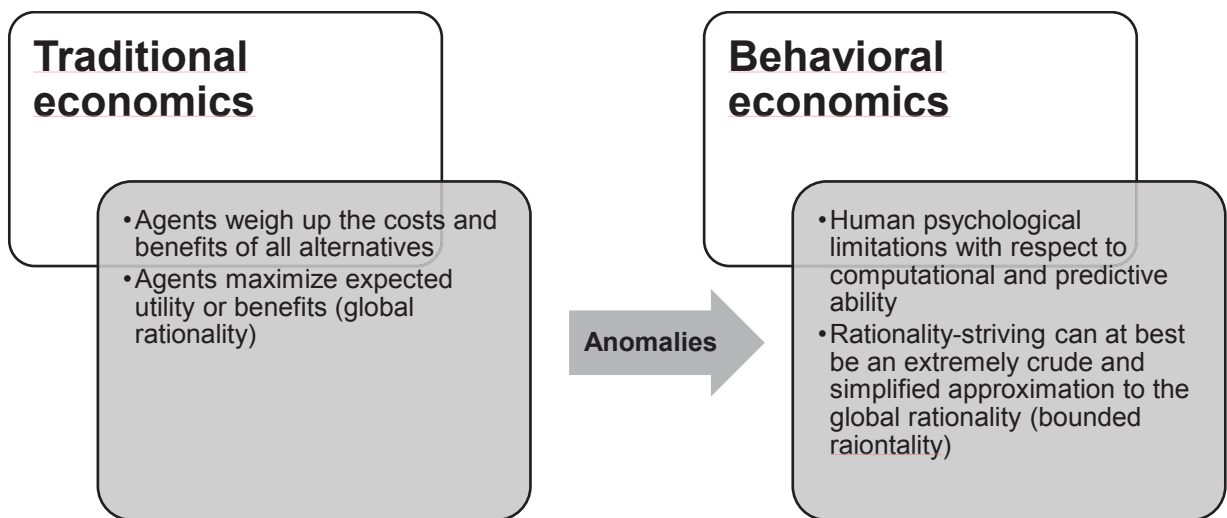 Traditional
economics
•Agents weigh up the costs and
benefits of all alternatives
•Agents maximize expected
utility or benefits (global
rationality)
Anomalies
Behavioral
economics
•Human psychological
limitations with respect to
computational and predictive
ability
•Rationality-striving can at best
be an extremely crude and
simplified approximation to the
global rationality (bounded
raiontality)